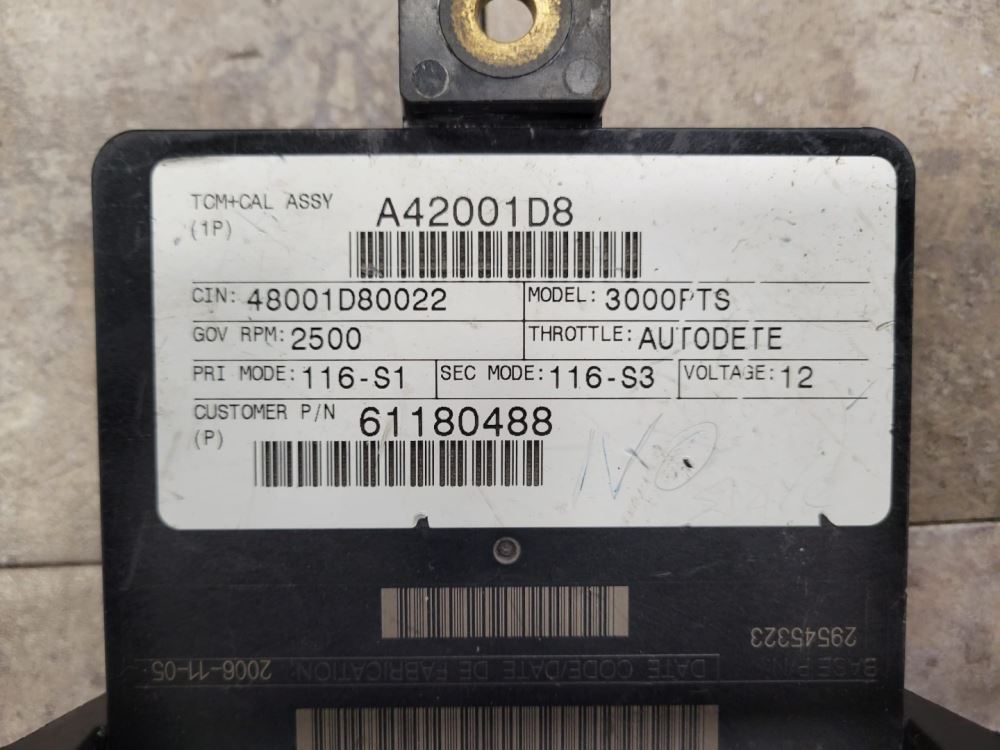 TCM+CAL ASSY A42001D8
(1P)
CIN: 48001D80022 MODEL: 3000PTS
GOV RPM: 2500 THROTTLE: AUTODETE
PRI MODE: 116-S1 SEC MODE: 116-S3 VOLTAGE: 12
CUSTOMER P/N 61180488
(P)
29545323
BASE P/N: DATE CODE/DATE DE FABRICATION: 2006-11-05